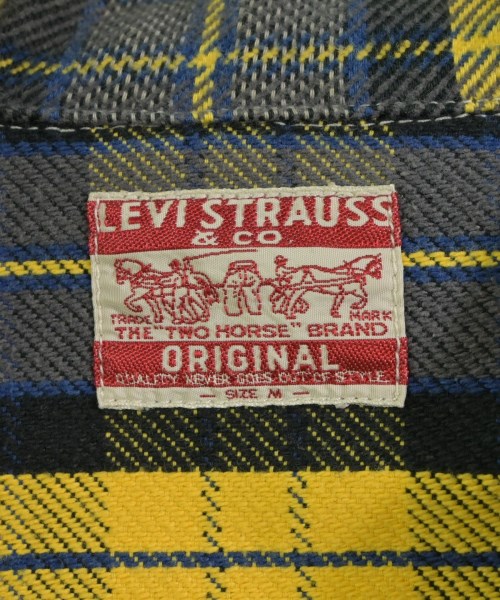 LEVI STRAUSS
& CO
TRADE MARK
THE "TWO HORSE" BRAND
ORIGINAL
QUALITY NEVER GOES OUT OF STYLE
- SIZE M -